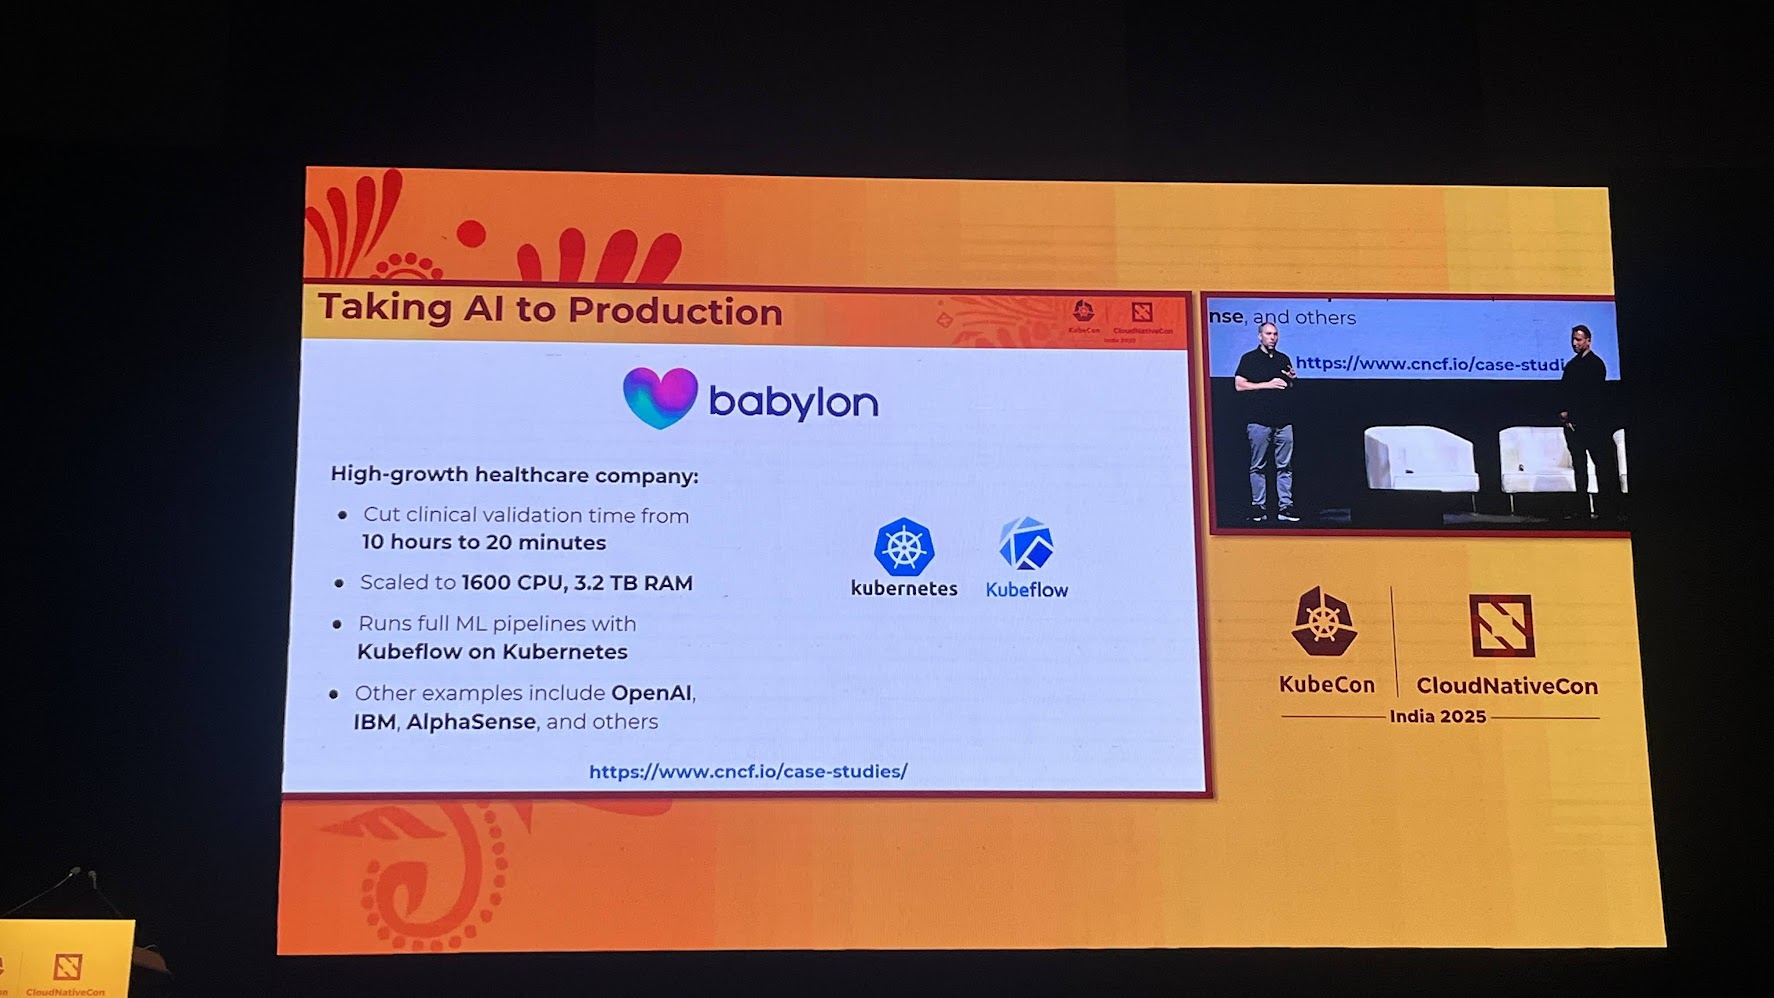 Taking AI to Production
KubeCon
CloudNativeCon
India 2025
babylon
High-growth healthcare company:
Cut clinical validation time from
10 hours to 20 minutes
Scaled to 1600 CPU, 3.2 TB RAM
Runs full ML pipelines with
Kubeflow on Kubernetes
Other examples include OpenAI,
IBM, AlphaSense, and others
kubernetes
Kubeflow
https://www.cncf.io/case-studies/
nse, and others
https://www.cncf.io/case-studi
KubeCon
CloudNativeCon
India 2025
CloudNativeCon